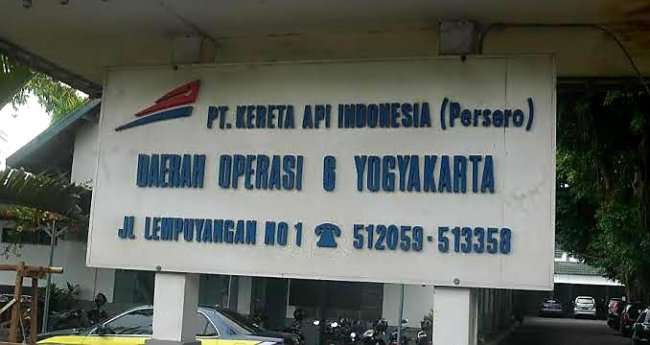 PT. KERETA API INDONESIA (Persero)
DAERAH OPERASI 6 YOGYAKARTA
JL LEMPUYANGAN NO 1 ☎ 512059 - 513358